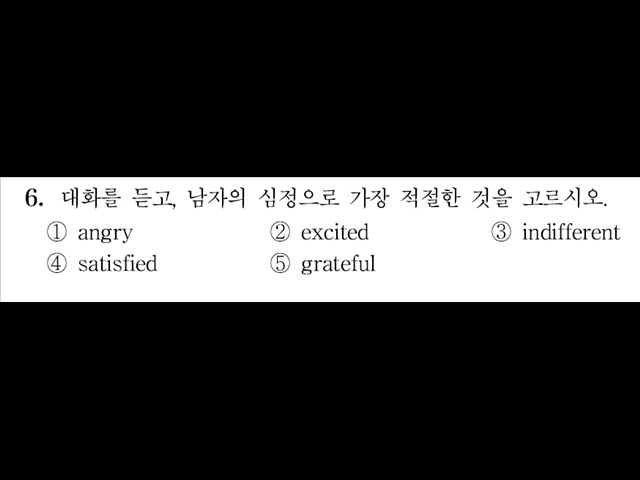 6. 대화를 듣고, 남자의 심정으로 가장 적절한 것을 고르시오.
① angry ② excited ③ indifferent
④ satisfied ⑤ grateful